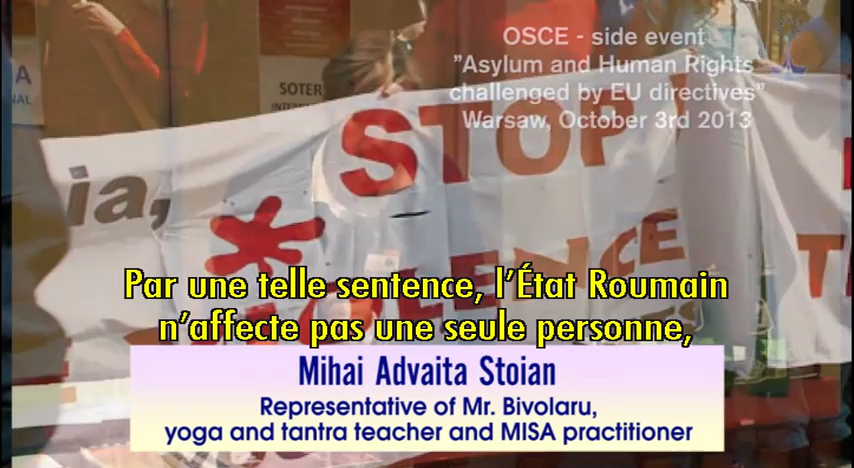 OSCE - side event
"Asylum and Human Rights
challenged by EU directives"
Warsaw, October 3rd 2013
SOTER
STOP
ia,
Par une telle sentence, l'État Roumain
n'affecte pas une seule personne,
Mihai Advaita Stoian
Representative of Mr. Bivolaru,
yoga and tantra teacher and MISA practitioner